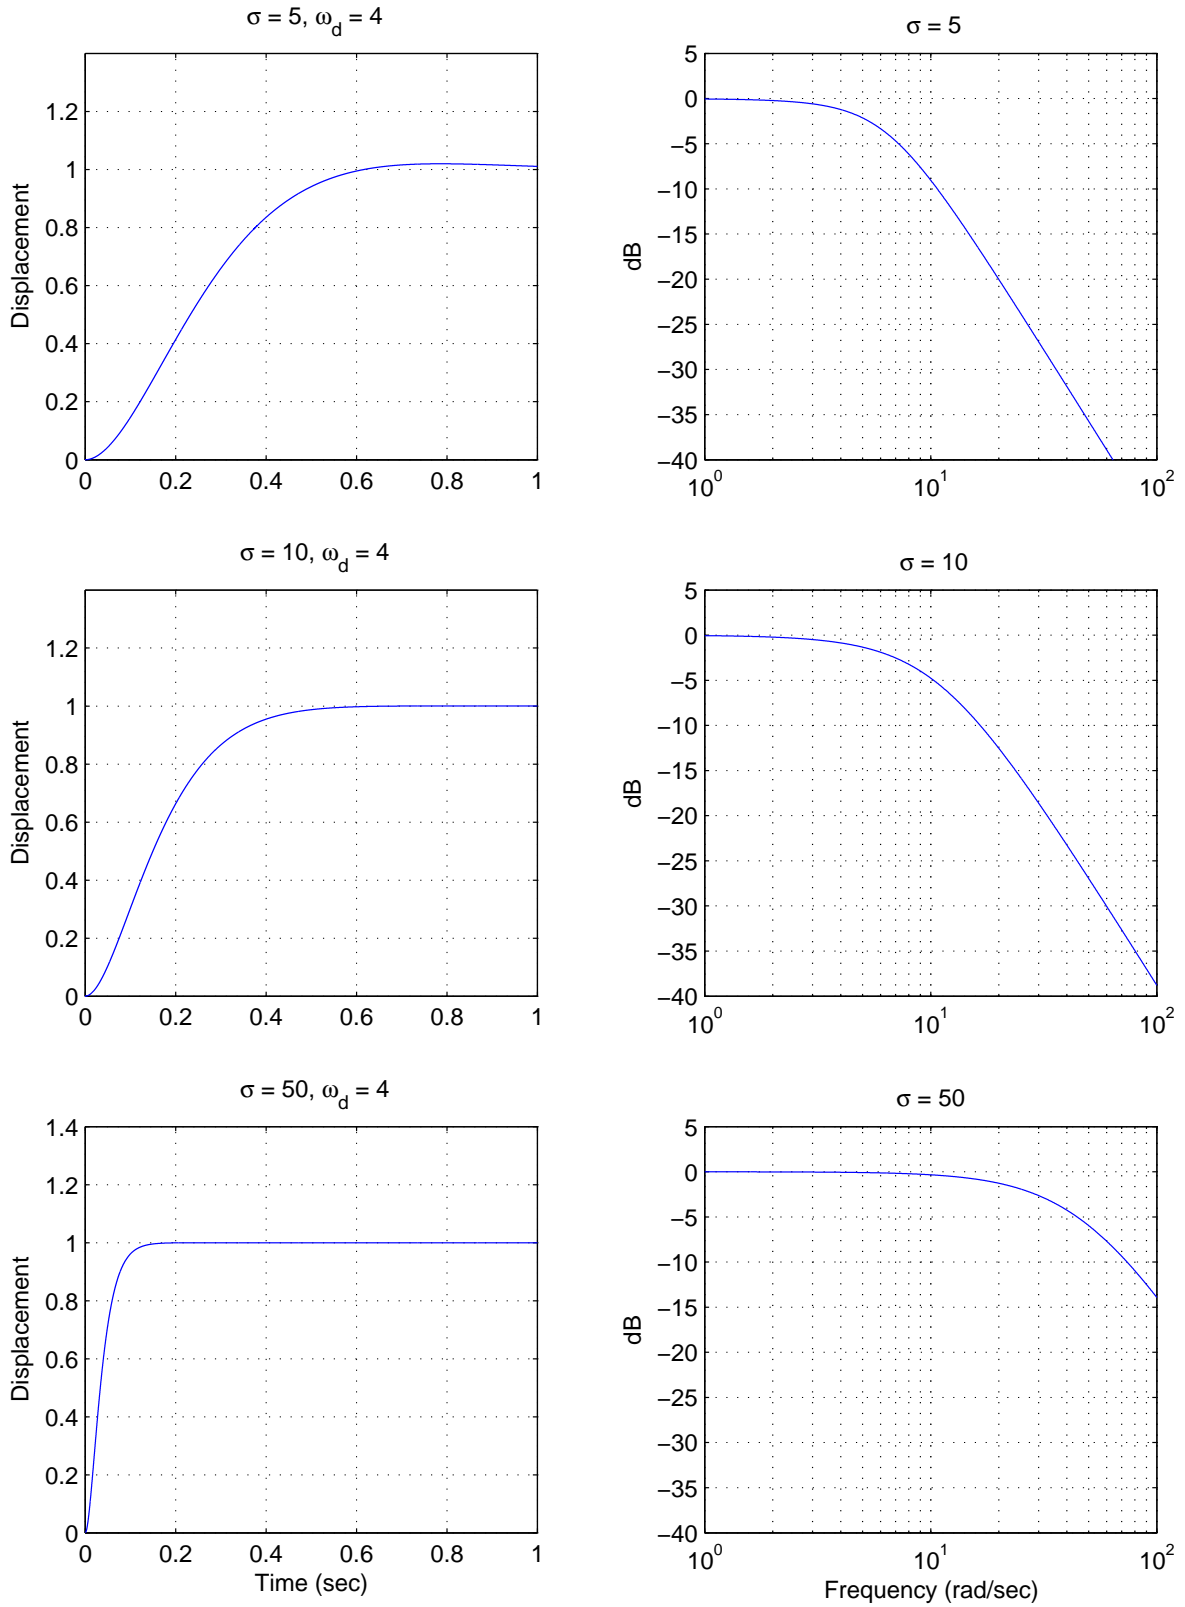 σ = 5, ω_d = 4
1.2
1
0.8
0.6
0.4
0.2
0
Displacement
0 0.2 0.4 0.6 0.8 1
σ = 5
5
0
−5
−10
−15
−20
−25
−30
−35
−40
dB
10^0 10^1 10^2
σ = 10, ω_d = 4
1.2
1
0.8
0.6
0.4
0.2
0
Displacement
0 0.2 0.4 0.6 0.8 1
σ = 10
5
0
−5
−10
−15
−20
−25
−30
−35
−40
dB
10^0 10^1 10^2
σ = 50, ω_d = 4
1.4
1.2
1
0.8
0.6
0.4
0.2
0
Displacement
0 0.2 0.4 0.6 0.8 1
Time (sec)
σ = 50
5
0
−5
−10
−15
−20
−25
−30
−35
−40
dB
10^0 10^1 10^2
Frequency (rad/sec)